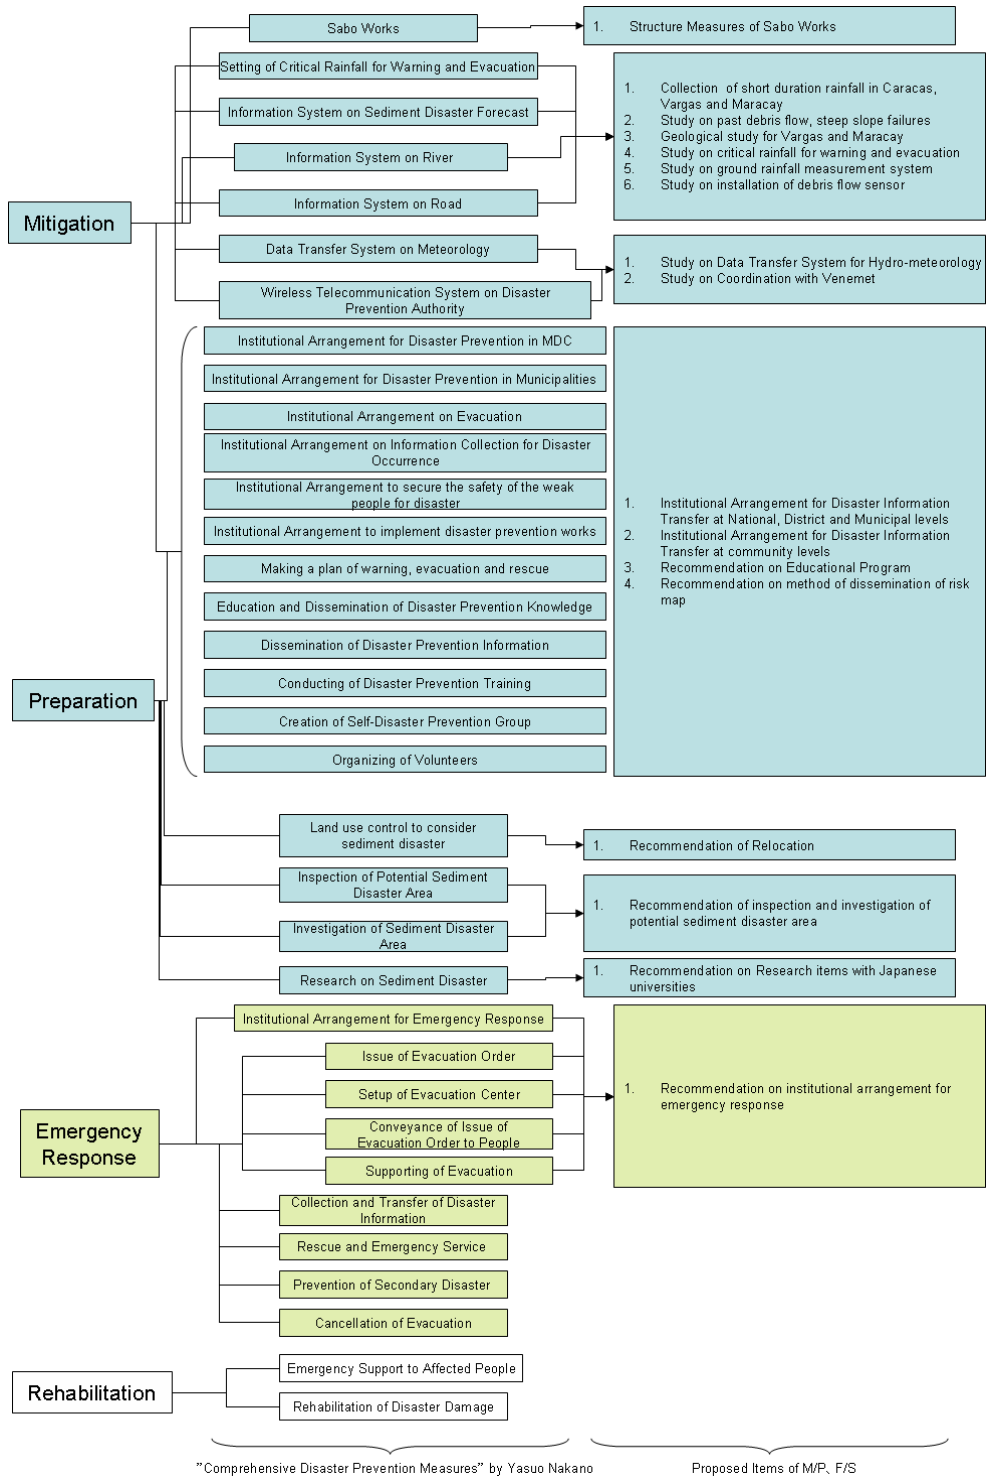 Sabo Works
1. Structure Measures of Sabo Works
Setting of Critical Rainfall for Warning and Evacuation
Information System on Sediment Disaster Forecast
Information System on River
Information System on Road
1. Collection of short duration rainfall in Caracas,
Vargas and Maracay
2. Study on past debris flow, steep slope failures
3. Geological study for Vargas and Maracay
4. Study on critical rainfall for warning and evacuation
5. Study on ground rainfall measurement system
6. Study on installation of debris flow sensor
Mitigation
Data Transfer System on Meteorology
Wireless Telecommunication System on Disaster
Prevention Authority
1. Study on Data Transfer System for Hydro-meteorology
2. Study on Coordination with Venemet
Institutional Arrangement for Disaster Prevention in MDC
Institutional Arrangement for Disaster Prevention in Municipalities
Institutional Arrangement on Evacuation
Institutional Arrangement on Information Collection for Disaster
Occurrence
Institutional Arrangement to secure the safety of the weak
people for disaster
Institutional Arrangement to implement disaster prevention works
Making a plan of warning, evacuation and rescue
Education and Dissemination of Disaster Prevention Knowledge
Dissemination of Disaster Prevention Information
Conducting of Disaster Prevention Training
Creation of Self-Disaster Prevention Group
Organizing of Volunteers
1. Institutional Arrangement for Disaster Information
Transfer at National, District and Municipal levels
2. Institutional Arrangement for Disaster Information
Transfer at community levels
3. Recommendation on Educational Program
4. Recommendation on method of dissemination of risk
map
Preparation
Land use control to consider
sediment disaster
1. Recommendation of Relocation
Inspection of Potential Sediment
Disaster Area
Investigation of Sediment Disaster
Area
1. Recommendation of inspection and investigation of
potential sediment disaster area
Research on Sediment Disaster
1. Recommendation on Research items with Japanese
universities
Institutional Arrangement for Emergency Response
Issue of Evacuation Order
Setup of Evacuation Center
Conveyance of Issue of
Evacuation Order to People
Supporting of Evacuation
1. Recommendation on institutional arrangement for
emergency response
Emergency
Response
Collection and Transfer of Disaster
Information
Rescue and Emergency Service
Prevention of Secondary Disaster
Cancellation of Evacuation
Rehabilitation
Emergency Support to Affected People
Rehabilitation of Disaster Damage
”Comprehensive Disaster Prevention Measures” by Yasuo Nakano
Proposed Items of M/P、F/S